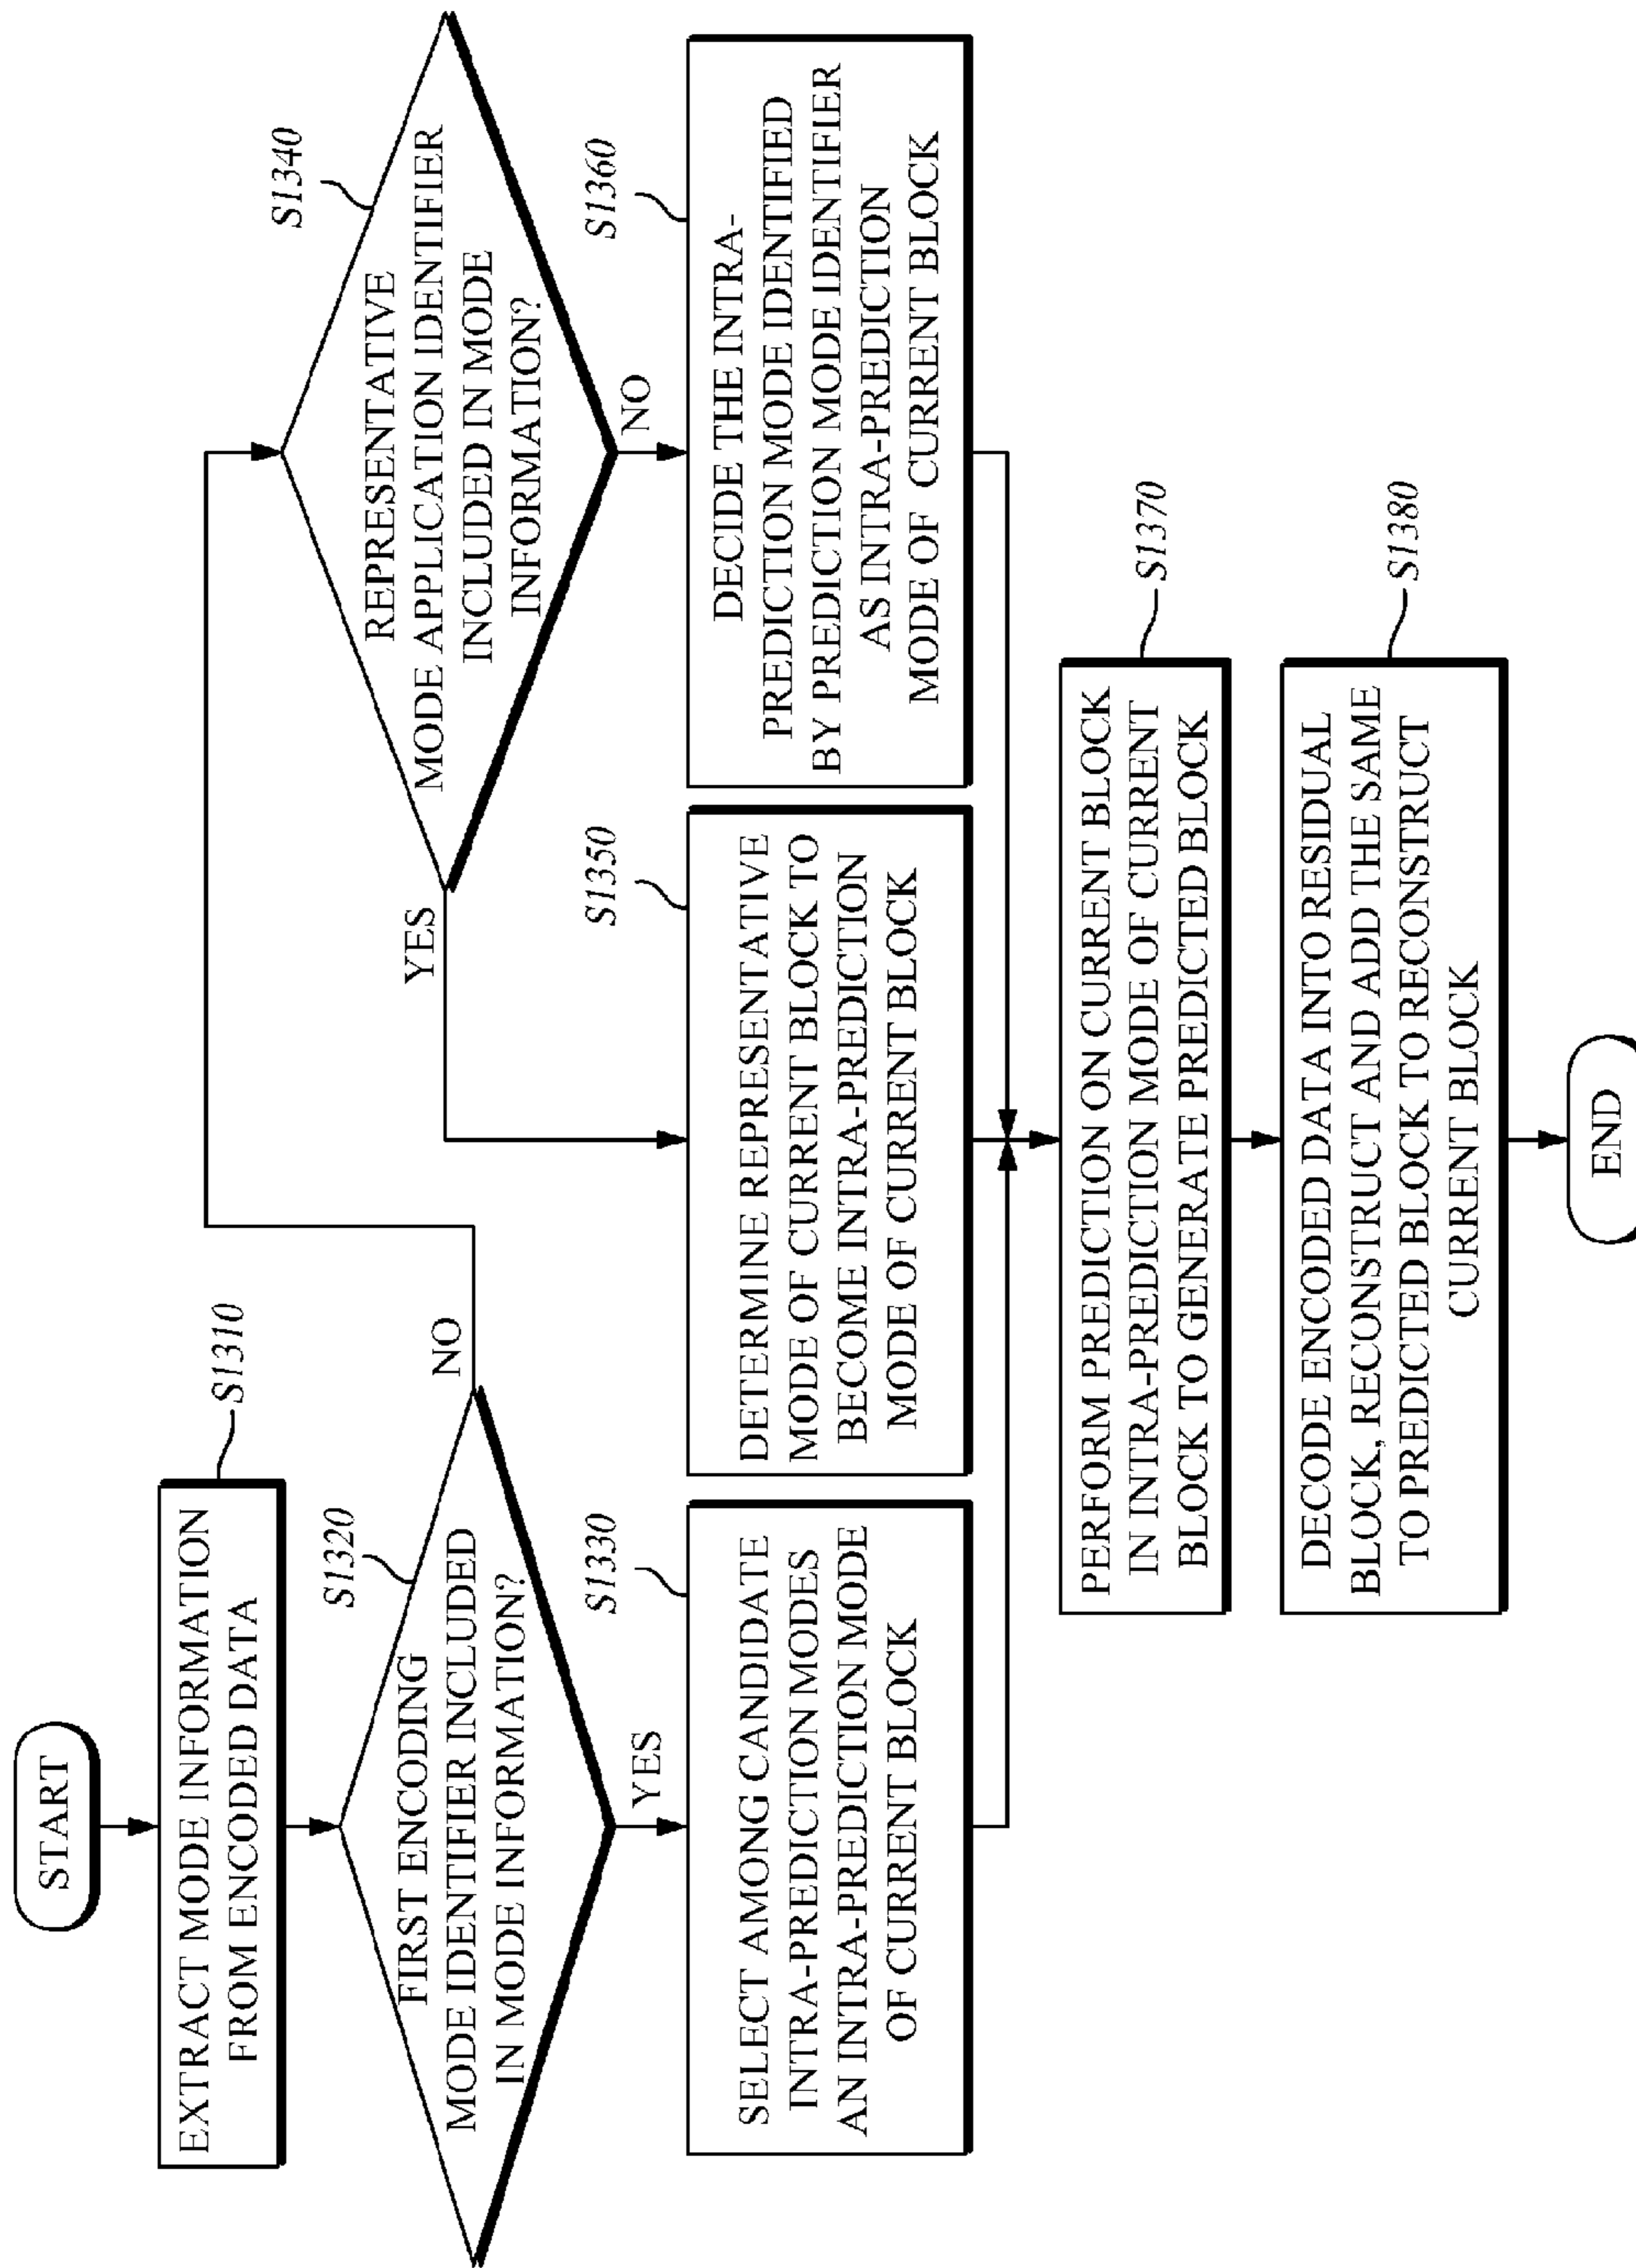 START
S1310
EXTRACT MODE INFORMATION
FROM ENCODED DATA
S1320
FIRST ENCODING
MODE IDENTIFIER INCLUDED
IN MODE INFORMATION?
NO
YES
S1330
SELECT AMONG CANDIDATE
INTRA-PREDICTION MODES
AN INTRA-PREDICTION MODE
OF CURRENT BLOCK
S1340
REPRESENTATIVE
MODE APPLICATION IDENTIFIER
INCLUDED IN MODE
INFORMATION?
YES
NO
S1350
DETERMINE REPRESENTATIVE
MODE OF CURRENT BLOCK TO
BECOME INTRA-PREDICTION
MODE OF CURRENT BLOCK
S1360
DECIDE THE INTRA-
PREDICTION MODE IDENTIFIED
BY PREDICTION MODE IDENTIFIER
AS INTRA-PREDICTION
MODE OF CURRENT BLOCK
S1370
PERFORM PREDICTION ON CURRENT BLOCK
IN INTRA-PREDICTION MODE OF CURRENT
BLOCK TO GENERATE PREDICTED BLOCK
S1380
DECODE ENCODED DATA INTO RESIDUAL
BLOCK, RECONSTRUCT AND ADD THE SAME
TO PREDICTED BLOCK TO RECONSTRUCT
CURRENT BLOCK
END